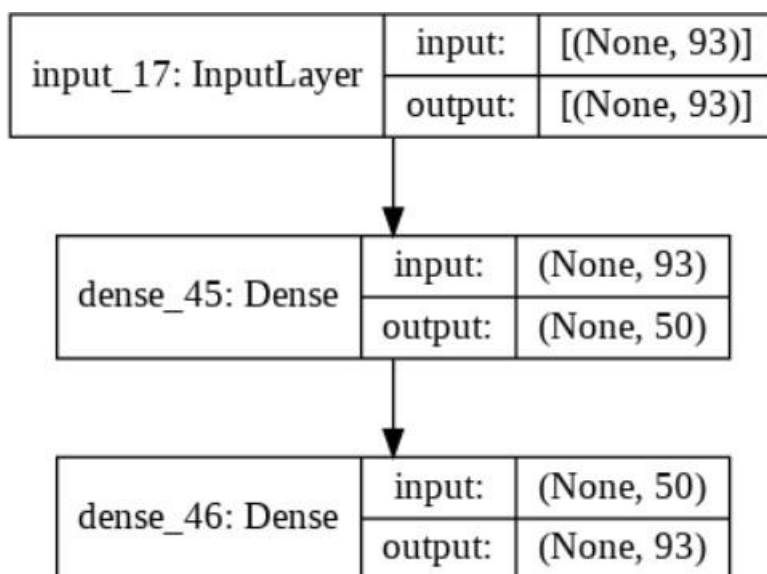 input_17: InputLayer
input: [(None, 93)]
output: [(None, 93)]
dense_45: Dense
input: (None, 93)
output: (None, 50)
dense_46: Dense
input: (None, 50)
output: (None, 93)